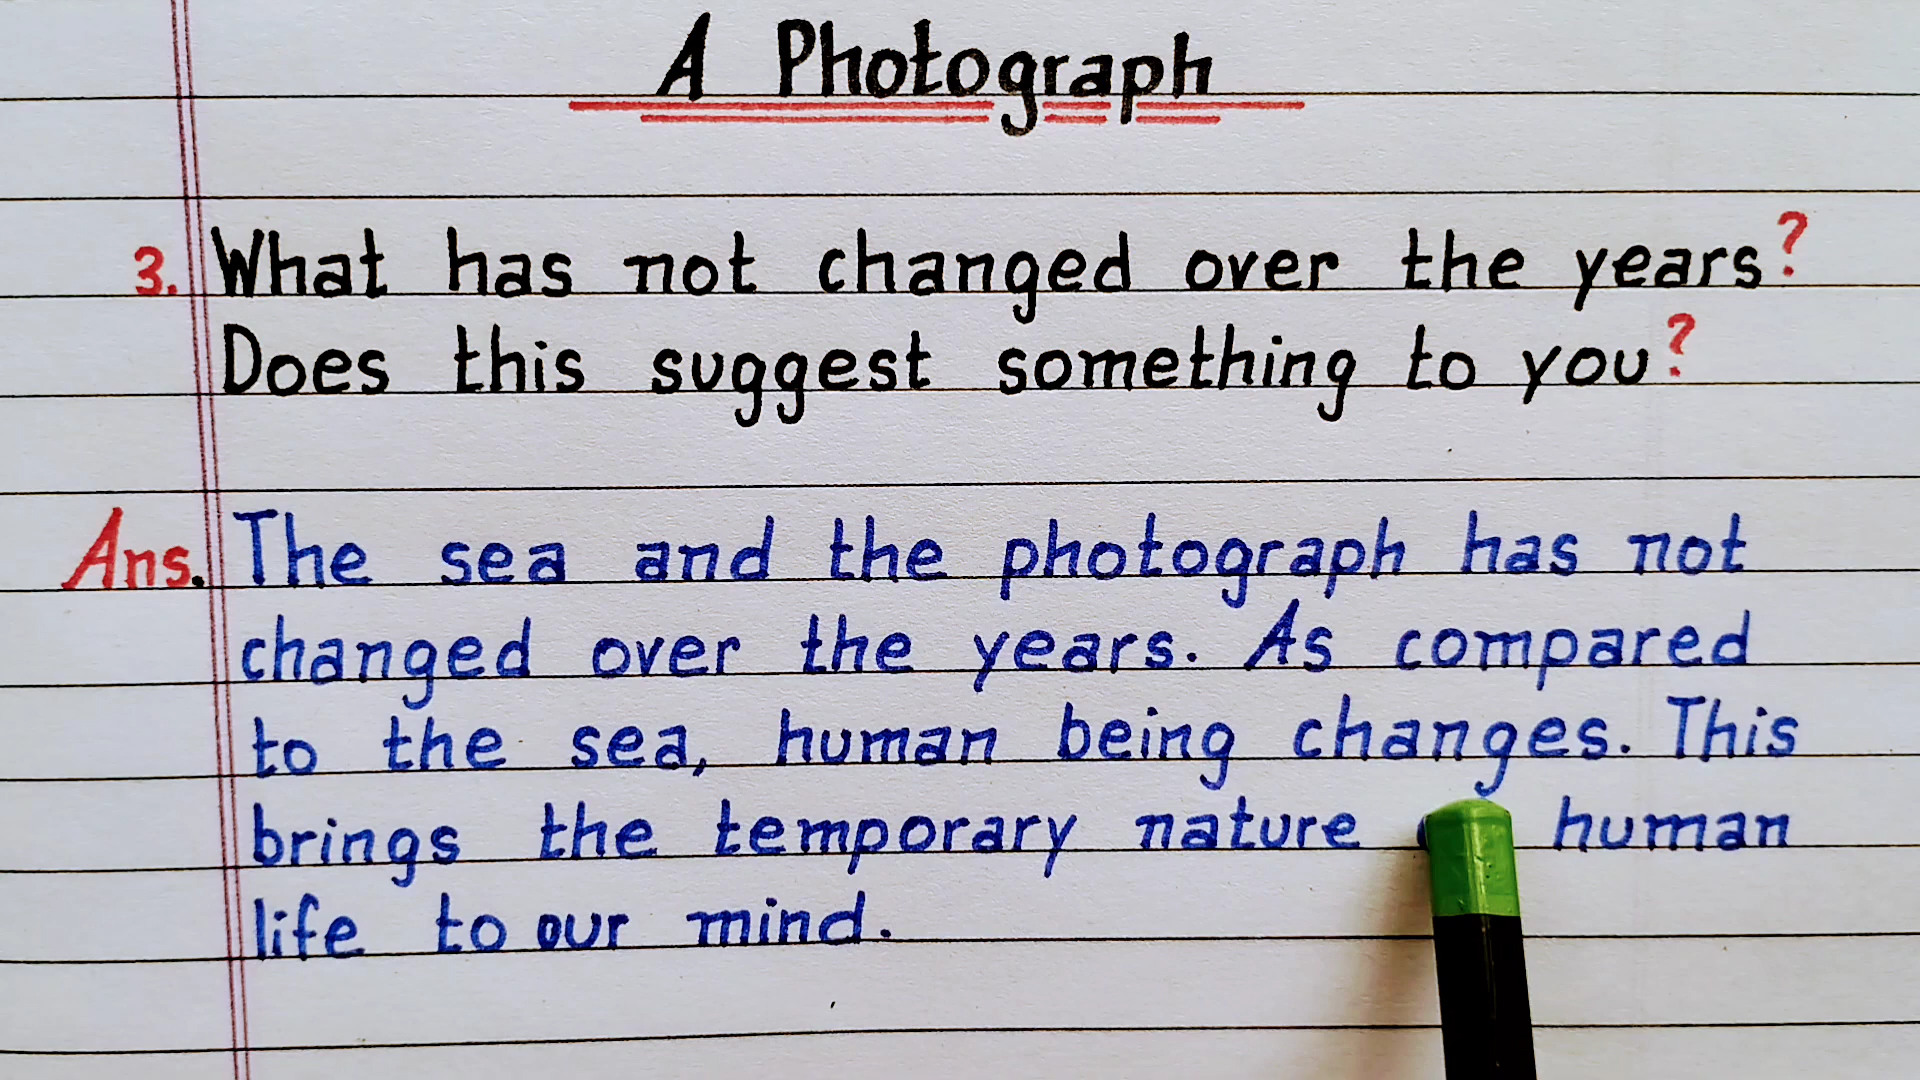 A Photograph
3. What has not changed over the years?
Does this suggest something to you?
Ans. The sea and the photograph has not
changed over the years. As compared
to the sea, human being changes. This
brings the temporary nature human
life to our mind.